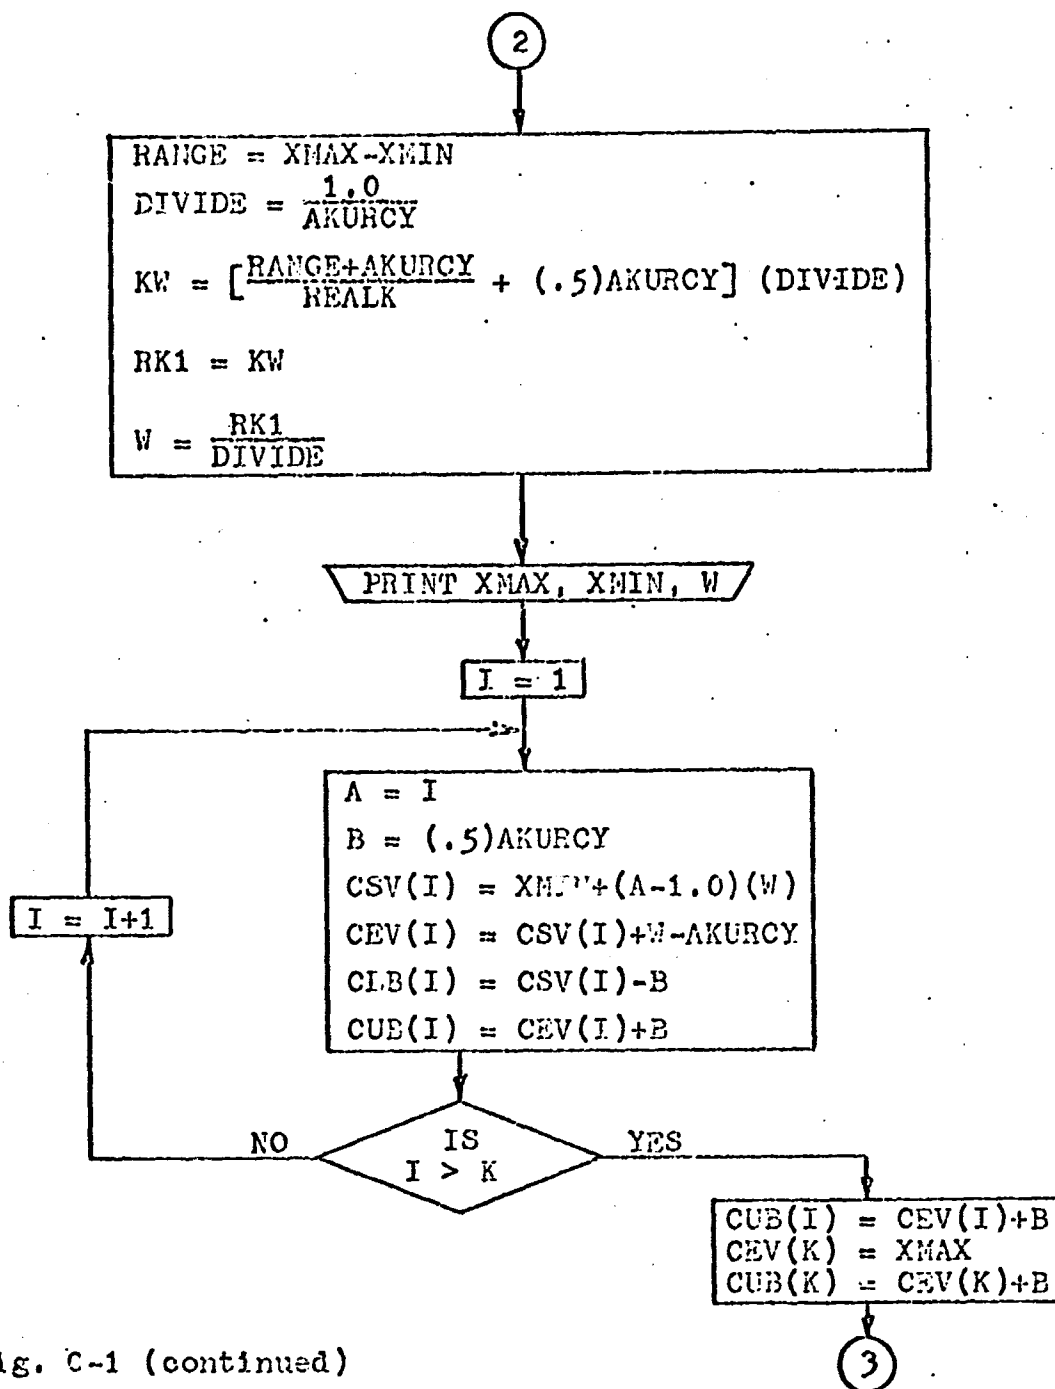 2
RANGE = XMAX-XMIN
DIVIDE = 1.0 / AKURCY
KW = [RANGE+AKURCY / REALK + (.5)AKURCY] (DIVIDE)
RK1 = KW
W = RK1 / DIVIDE
PRINT XMAX, XMIN, W
I = 1
A = I
B = (.5)AKURCY
CSV(I) = XMIN+(A-1.0)(W)
CEV(I) = CSV(I)+W-AKURCY
I = I+1
CLB(I) = CSV(I)-B
CUB(I) = CEV(I)+B
NO
IS
I > K
YES
CUB(I) = CEV(I)+B
CEV(K) = XMAX
CUB(K) = CEV(K)+B
3
ig. C-1 (continued)